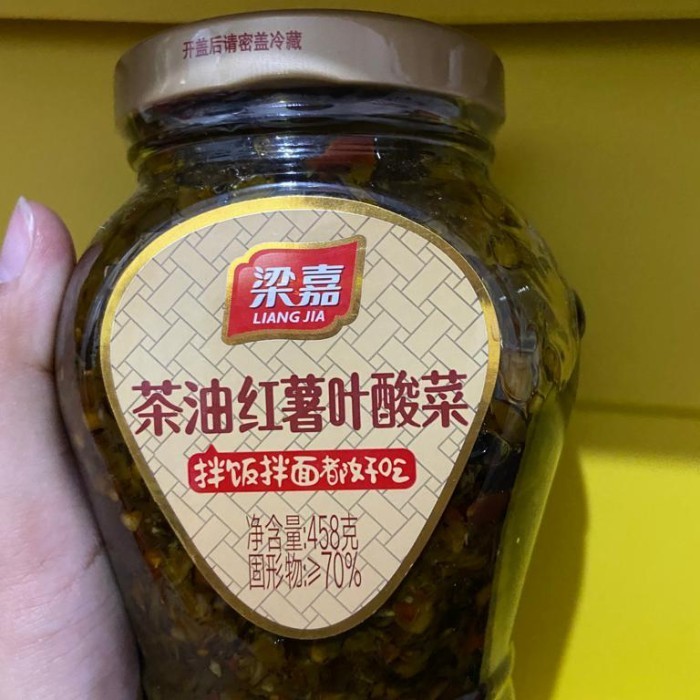 开盖后请密盖冷藏
梁嘉
LIANG JIA
茶油红薯叶酸菜
拌饭拌面都好吃
净含量:458克
固形物:≥70%